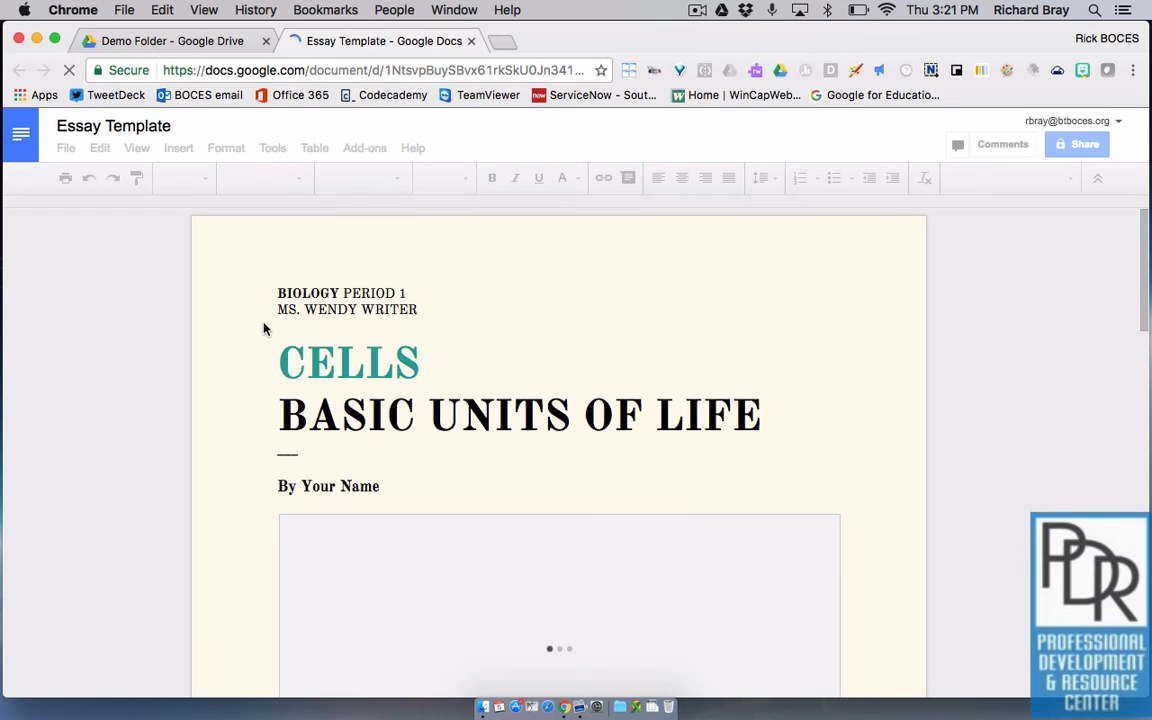 Chrome File Edit View History Bookmarks People Window Help Thu 3:21 PM Richard Bray
Demo Folder - Google Drive × Essay Template - Google Docs × Rick BOCES
Secure https://docs.google.com/document/d/1NtsvpBuySBvx61rkSkU0Jn341...
Apps TweetDeck BOCES email Office 365 Codecademy TeamViewer ServiceNow - Sout... Home | WinCapWeb... Google for Educatio...
Essay Template
rbray@btboces.org
File Edit View Insert Format Tools Table Add-ons Help
Comments Share
BIOLOGY PERIOD 1
MS. WENDY WRITER
CELLS
BASIC UNITS OF LIFE
By Your Name
PDRC
PROFESSIONAL
DEVELOPMENT
& RESOURCE
CENTER